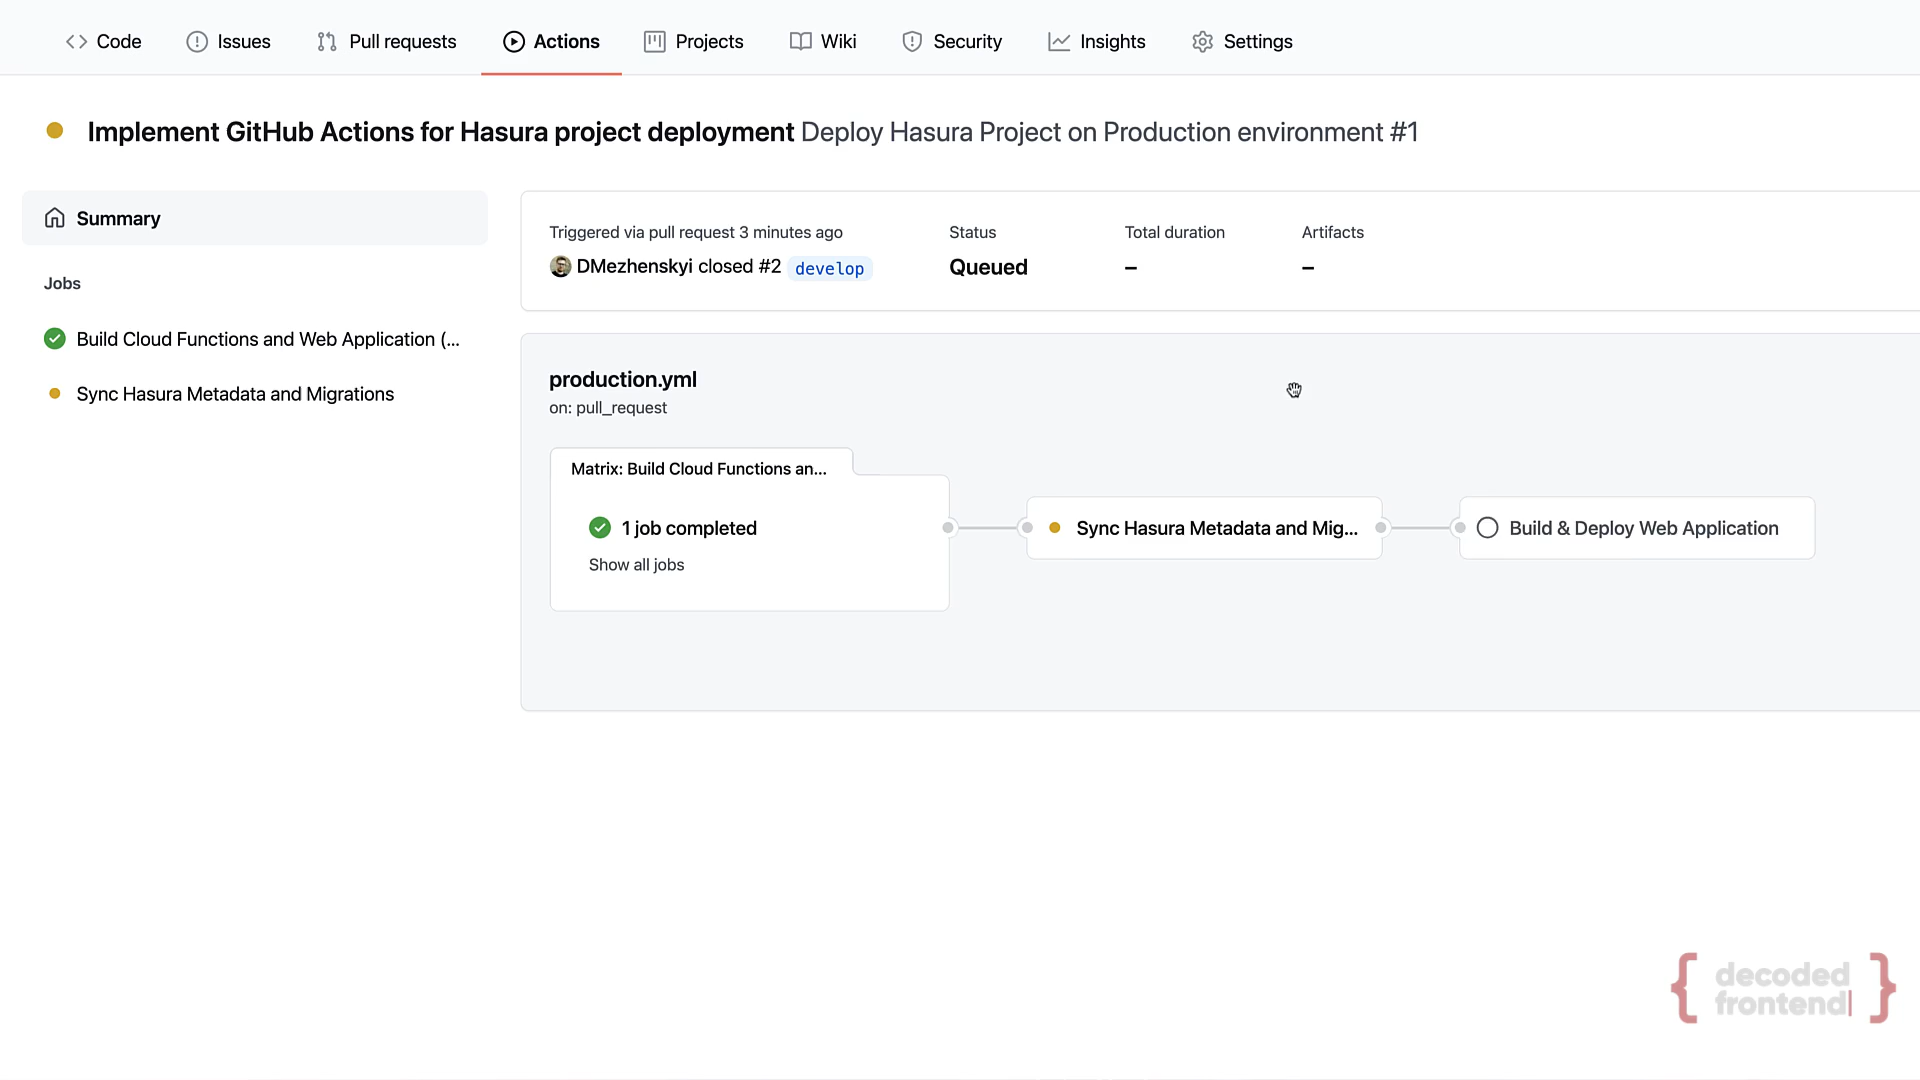 Code Issues Pull requests Actions Projects Wiki Security Insights Settings
Implement GitHub Actions for Hasura project deployment Deploy Hasura Project on Production environment #1
Summary
Jobs
Build Cloud Functions and Web Application (...
Sync Hasura Metadata and Migrations
Triggered via pull request 3 minutes ago
DMezhenskyi closed #2 develop
Status
Queued
Total duration
–
Artifacts
–
production.yml
on: pull_request
Matrix: Build Cloud Functions an...
1 job completed
Show all jobs
Sync Hasura Metadata and Mig...
Build & Deploy Web Application
{ decoded
frontend| }